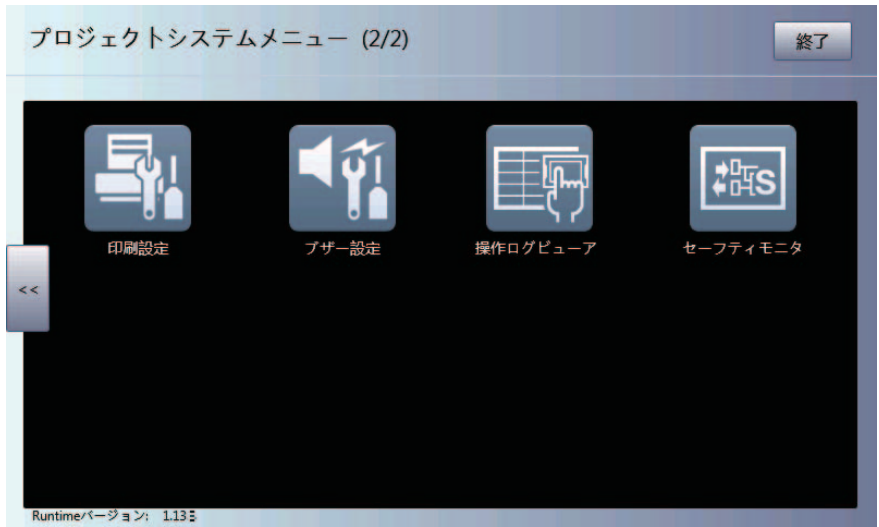 プロジェクトシステムメニュー (2/2)
終了
S
印刷設定
ブザー設定
操作ログビューア
セーフティモニタ
<<
Runtimeバージョン: 1.13